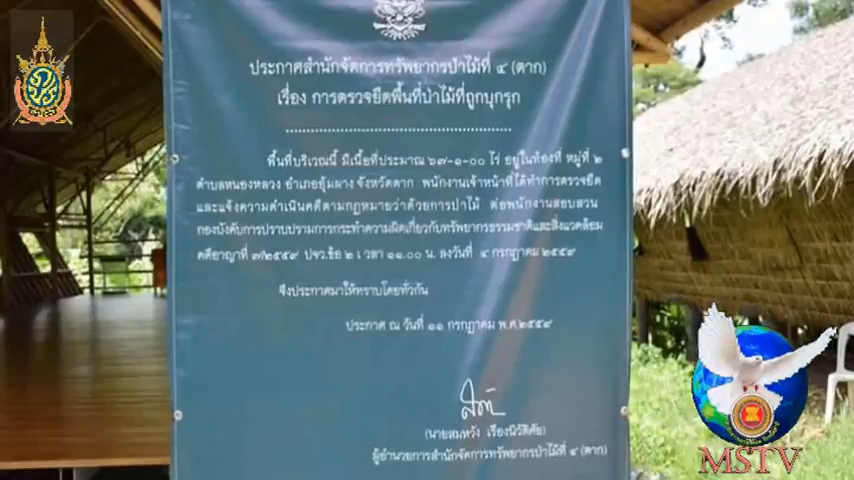 ประกาศสำนักจัดการทรัพยากรป่าไม้ที่ ๔ (ตาก)
เรื่อง การตรวจยึดพื้นที่ป่าไม้ที่ถูกบุกรุก
พื้นที่บริเวณนี้ มีเนื้อที่ประมาณ ๖๙-๑-๐๐ ไร่ อยู่ในท้องที่ หมู่ที่ ๒
ตำบลหนองหลวง อำเภออุ้มผาง จังหวัดตาก พนักงานเจ้าหน้าที่ได้ทำการตรวจยึด
และแจ้งความดำเนินคดีตามกฎหมายว่าด้วยการป่าไม้ ต่อพนักงานสอบสวน
กองบังคับการปราบปรามการกระทำความผิดเกี่ยวกับทรัพยากรธรรมชาติและสิ่งแวดล้อม
คดีอาญาที่ ๗/๒๕๕๙ ปจว.ข้อ ๒ เวลา ๑๑.๐๐ น. ลงวันที่ ๔ กรกฎาคม ๒๕๕๙
จึงประกาศมาให้ทราบโดยทั่วกัน
ประกาศ ณ วันที่ ๑๑ กรกฎาคม พ.ศ.๒๕๕๙
(นายสมหวัง เรืองนิวัติศัย)
ผู้อำนวยการสำนักจัดการทรัพยากรป่าไม้ที่ ๔ (ตาก)
MSTV